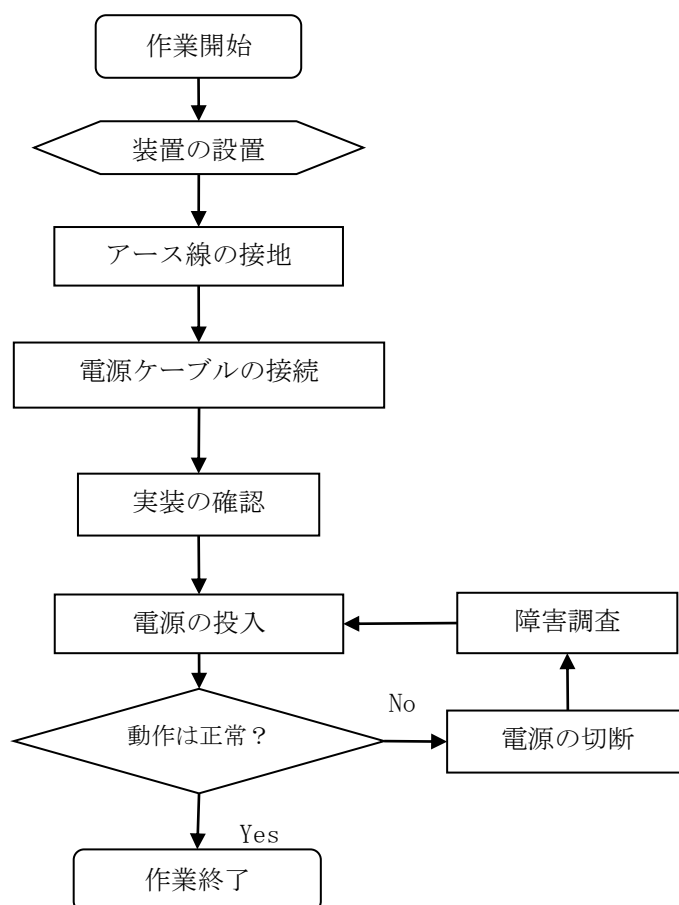 作業開始
装置の設置
アース線の接地
電源ケーブルの接続
実装の確認
電源の投入
障害調査
動作は正常？
No
電源の切断
Yes
作業終了